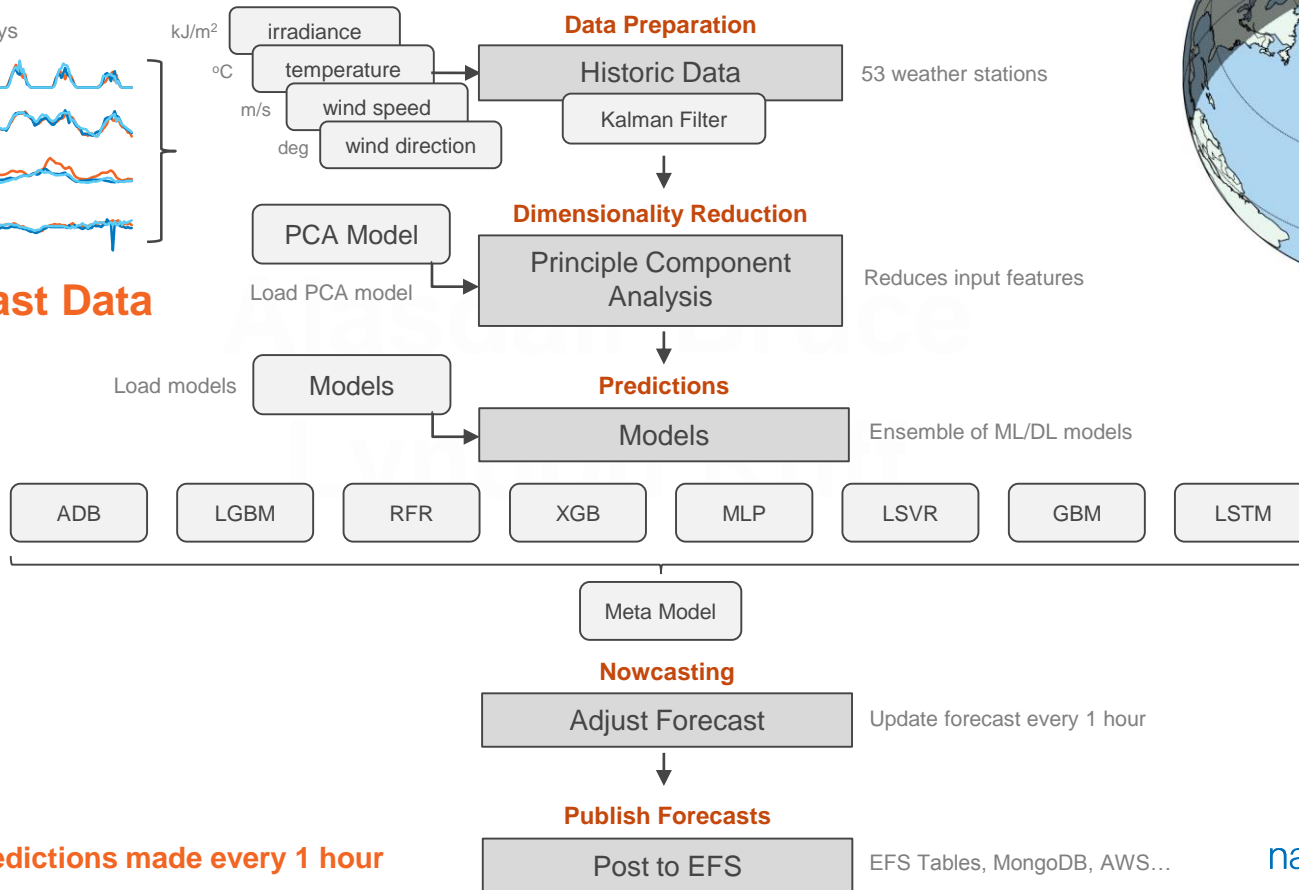 ys
kJ/m²
irradiance
Data Preparation
ºC
temperature
Historic Data
53 weather stations
m/s
wind speed
Kalman Filter
deg
wind direction
Dimensionality Reduction
PCA Model
Principle Component
Analysis
Reduces input features
Load PCA model
ast Data
Alasdair Bruce
Load models
Models
Predictions
Models
Ensemble of ML/DL models
ADB
LGBM
RFR
XGB
MLP
LSVR
GBM
LSTM
Meta Model
Nowcasting
Adjust Forecast
Update forecast every 1 hour
Publish Forecasts
edictions made every 1 hour
Post to EFS
EFS Tables, MongoDB, AWS…
na